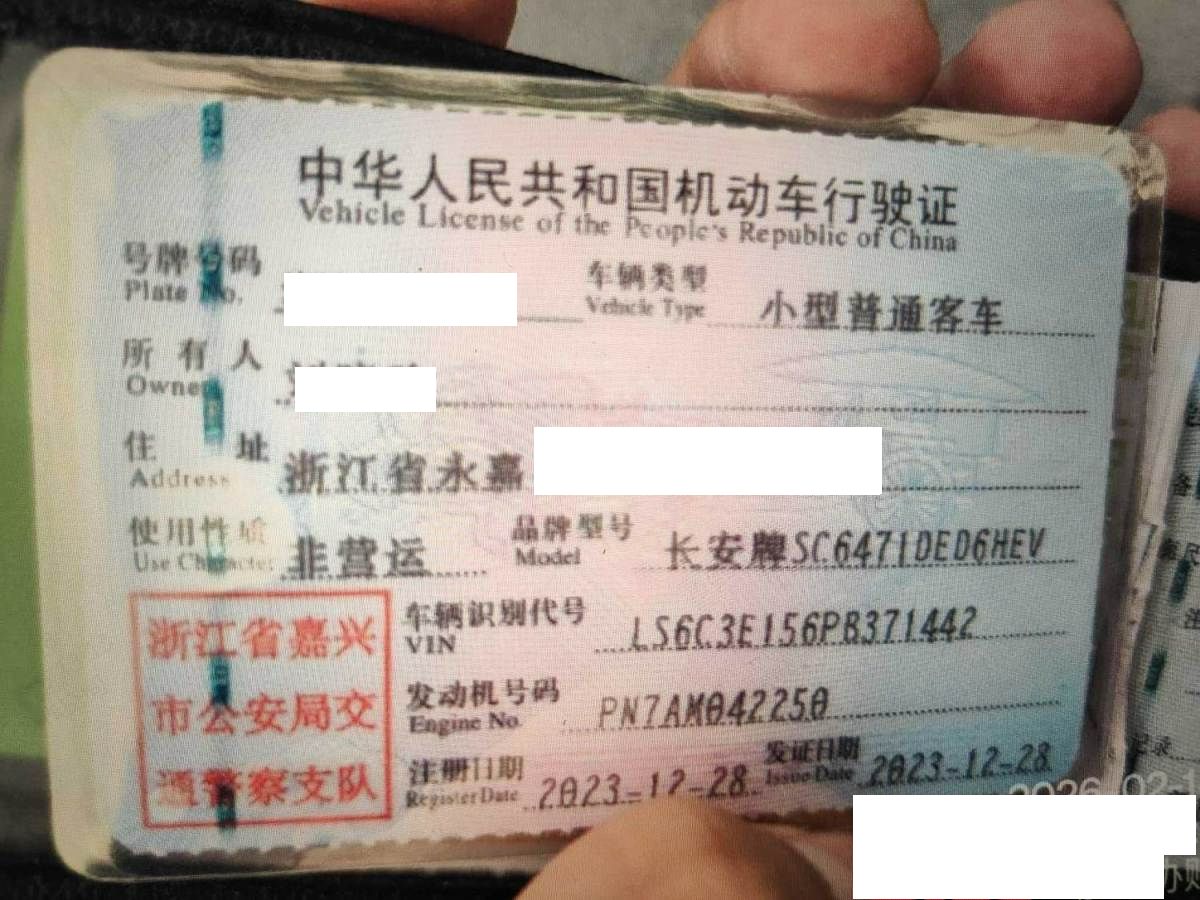 中华人民共和国机动车行驶证
Vehicle License of the People's Republic of China
号牌号码
Plate No.
车辆类型 小型普通客车
Vehicle Type
所有人
Owner
住址 浙江省永嘉
Address
使用性质 非营运
Use Character
品牌型号 长安牌SC6471DED6HEV
Model
浙江省嘉兴
市公安局交
通警察支队
车辆识别代号 LS6C3E156PB371442
VIN
发动机号码 PN7AM042250
Engine No.
注册日期 2023-12-28
Register Date
发证日期 2023-12-28
Issue Date